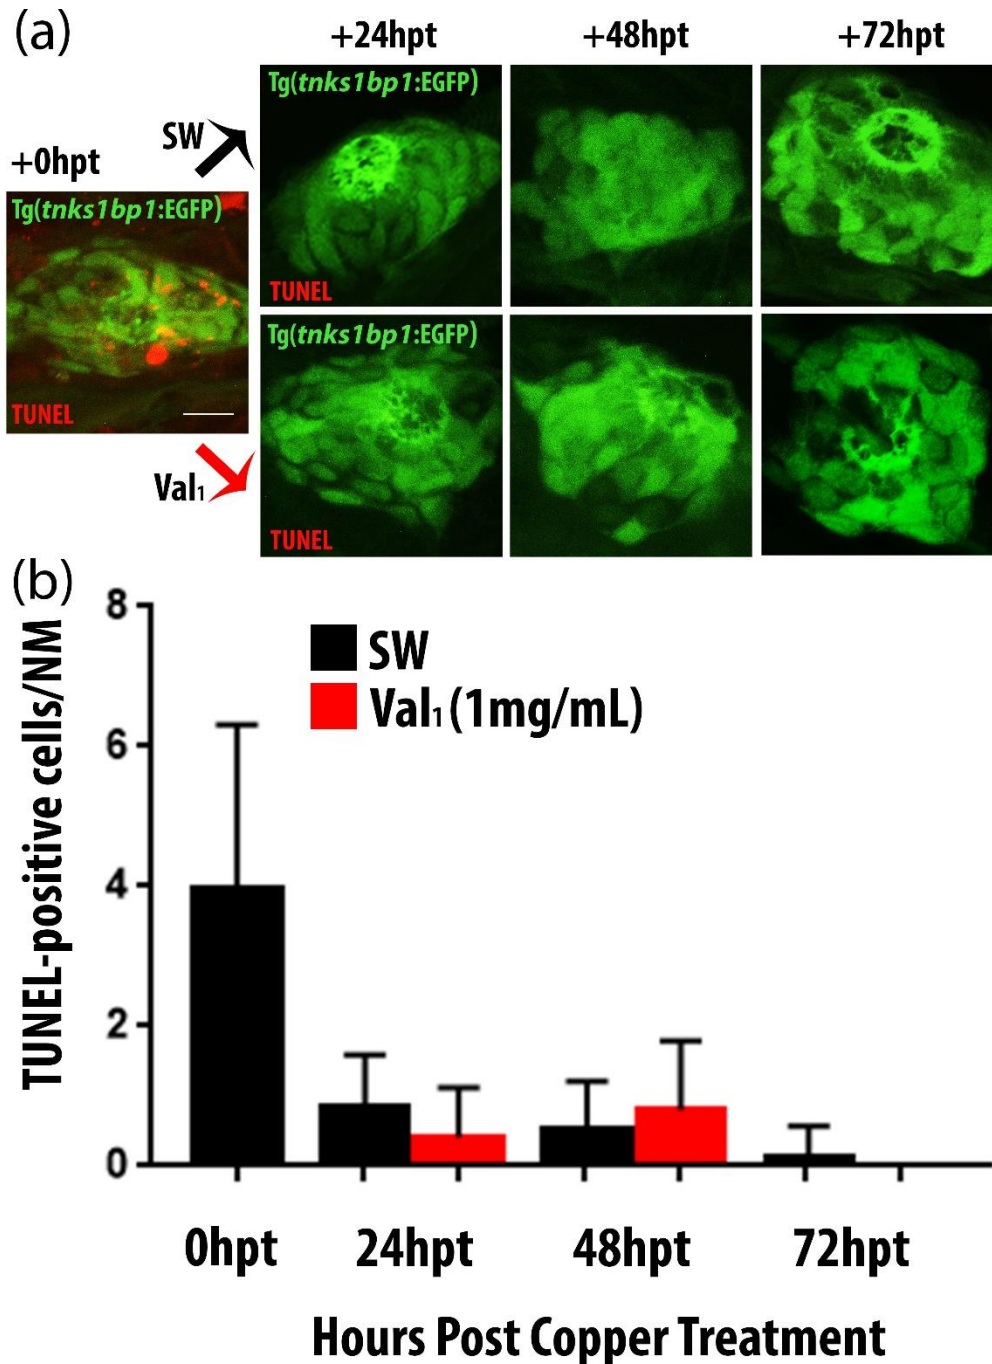 (a)
+24hpt +48hpt +72hpt
SW
+0hpt
Tg(tnks1bp1:EGFP)
TUNEL
Tg(tnks1bp1:EGFP)
TUNEL
Val₁
Tg(tnks1bp1:EGFP)
TUNEL
(b)
TUNEL-positive cells/NM
8
6
4
2
0
SW
Val₁ (1mg/mL)
0hpt 24hpt 48hpt 72hpt
Hours Post Copper Treatment